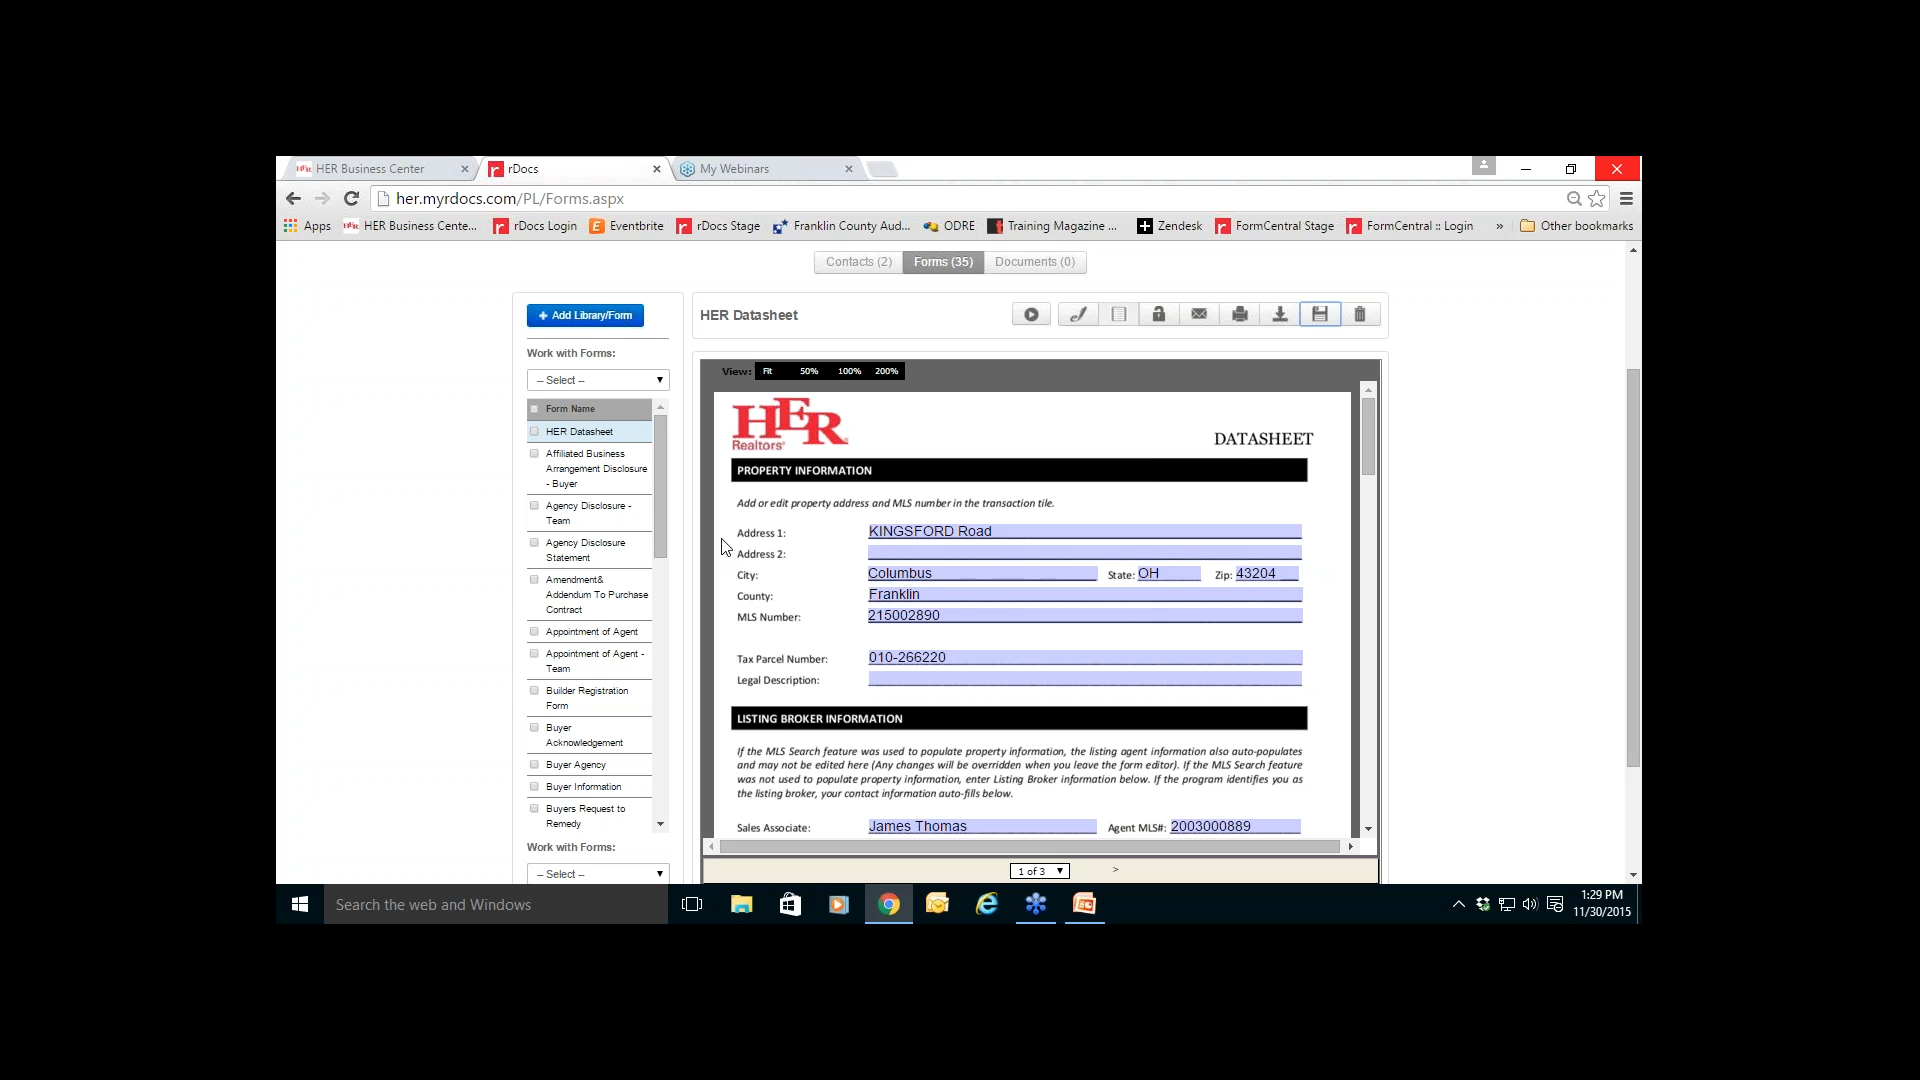 HER Business Center
rDocs
My Webinars
her.myrdocs.com/PL/Forms.aspx
Apps HER Business Cente... rDocs Login Eventbrite rDocs Stage Franklin County Aud... ODRE Training Magazine ... Zendesk FormCentral Stage FormCentral :: Login » Other bookmarks
Contacts (2) Forms (35) Documents (0)
+ Add Library/Form
Work with Forms:
-- Select --
Form Name
HER Datasheet
Affiliated Business
Arrangement Disclosure
- Buyer
Agency Disclosure -
Team
Agency Disclosure
Statement
Amendment&
Addendum To Purchase
Contract
Appointment of Agent
Appointment of Agent -
Team
Builder Registration
Form
Buyer
Acknowledgement
Buyer Agency
Buyer Information
Buyers Request to
Remedy
Work with Forms:
-- Select --
HER Datasheet
View: Fit 50% 100% 200%
HER
Realtors
DATASHEET
PROPERTY INFORMATION
Add or edit property address and MLS number in the transaction tile.
Address 1: KINGSFORD Road
Address 2:
City: Columbus State: OH Zip: 43204
County: Franklin
MLS Number: 215002890
Tax Parcel Number: 010-266220
Legal Description:
LISTING BROKER INFORMATION
If the MLS Search feature was used to populate property information, the listing agent information also auto-populates
and may not be edited here (Any changes will be overridden when you leave the form editor). If the MLS Search feature
was not used to populate property information, enter Listing Broker information below. If the program identifies you as
the listing broker, your contact information auto-fills below.
Sales Associate: James Thomas Agent MLS#: 2003000889
1 of 3 >
Search the web and Windows
1:29 PM
11/30/2015